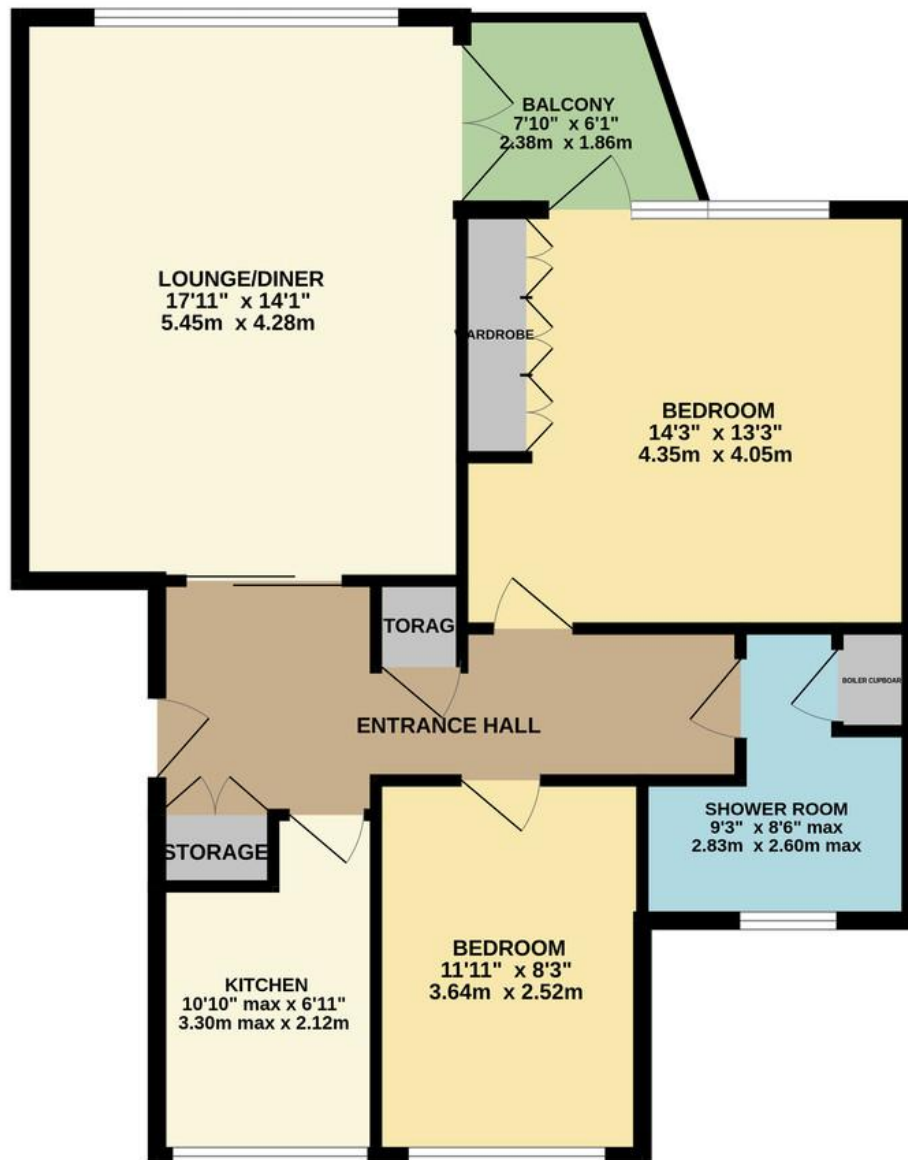 BALCONY
7'10" x 6'1"
2.38m x 1.86m
LOUNGE/DINER
17'11" x 14'1"
5.45m x 4.28m
WARDROBE
BEDROOM
14'3" x 13'3"
4.35m x 4.05m
TORAG
BOILER CUPBOAR
ENTRANCE HALL
SHOWER ROOM
9'3" x 8'6" max
2.83m x 2.60m max
STORAGE
BEDROOM
11'11" x 8'3"
3.64m x 2.52m
KITCHEN
10'10" max x 6'11"
3.30m max x 2.12m